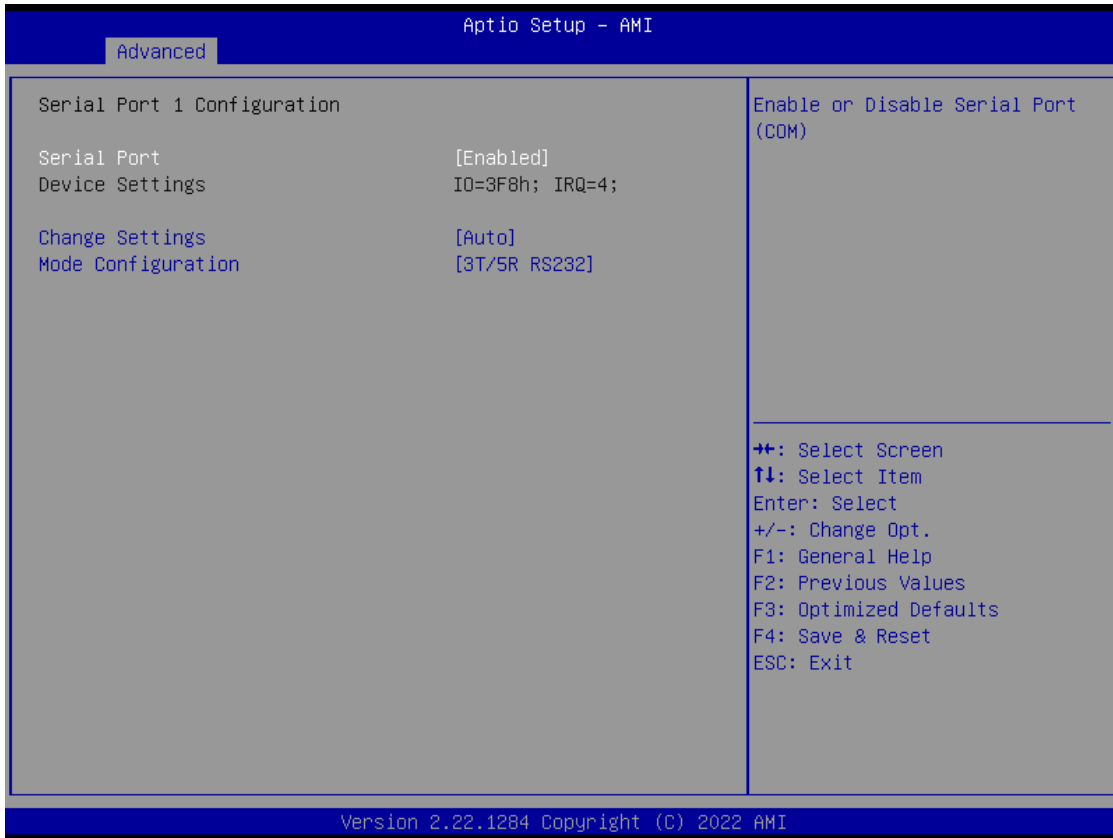 Aptio Setup – AMI
Advanced
Serial Port 1 Configuration
Serial Port [Enabled]
Device Settings IO=3F8h; IRQ=4;
Change Settings [Auto]
Mode Configuration [3T/5R RS232]
Enable or Disable Serial Port
(COM)
→←: Select Screen
↑↓: Select Item
Enter: Select
+/-: Change Opt.
F1: General Help
F2: Previous Values
F3: Optimized Defaults
F4: Save & Reset
ESC: Exit
Version 2.22.1284 Copyright (C) 2022 AMI